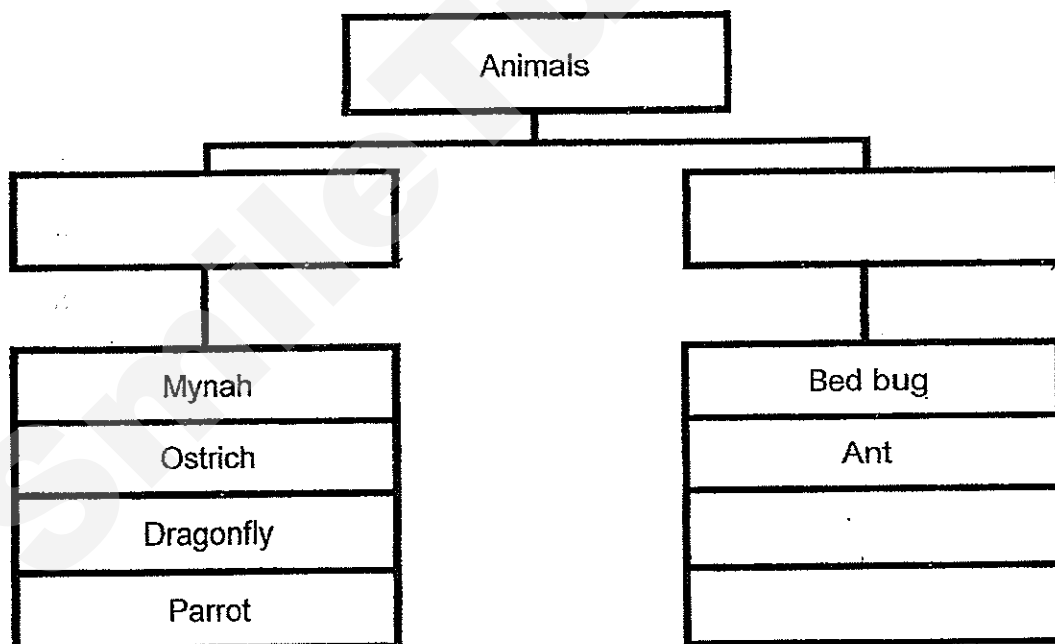 Animals
Mynah
Ostrich
Dragonfly
Parrot
Bed bug
Ant